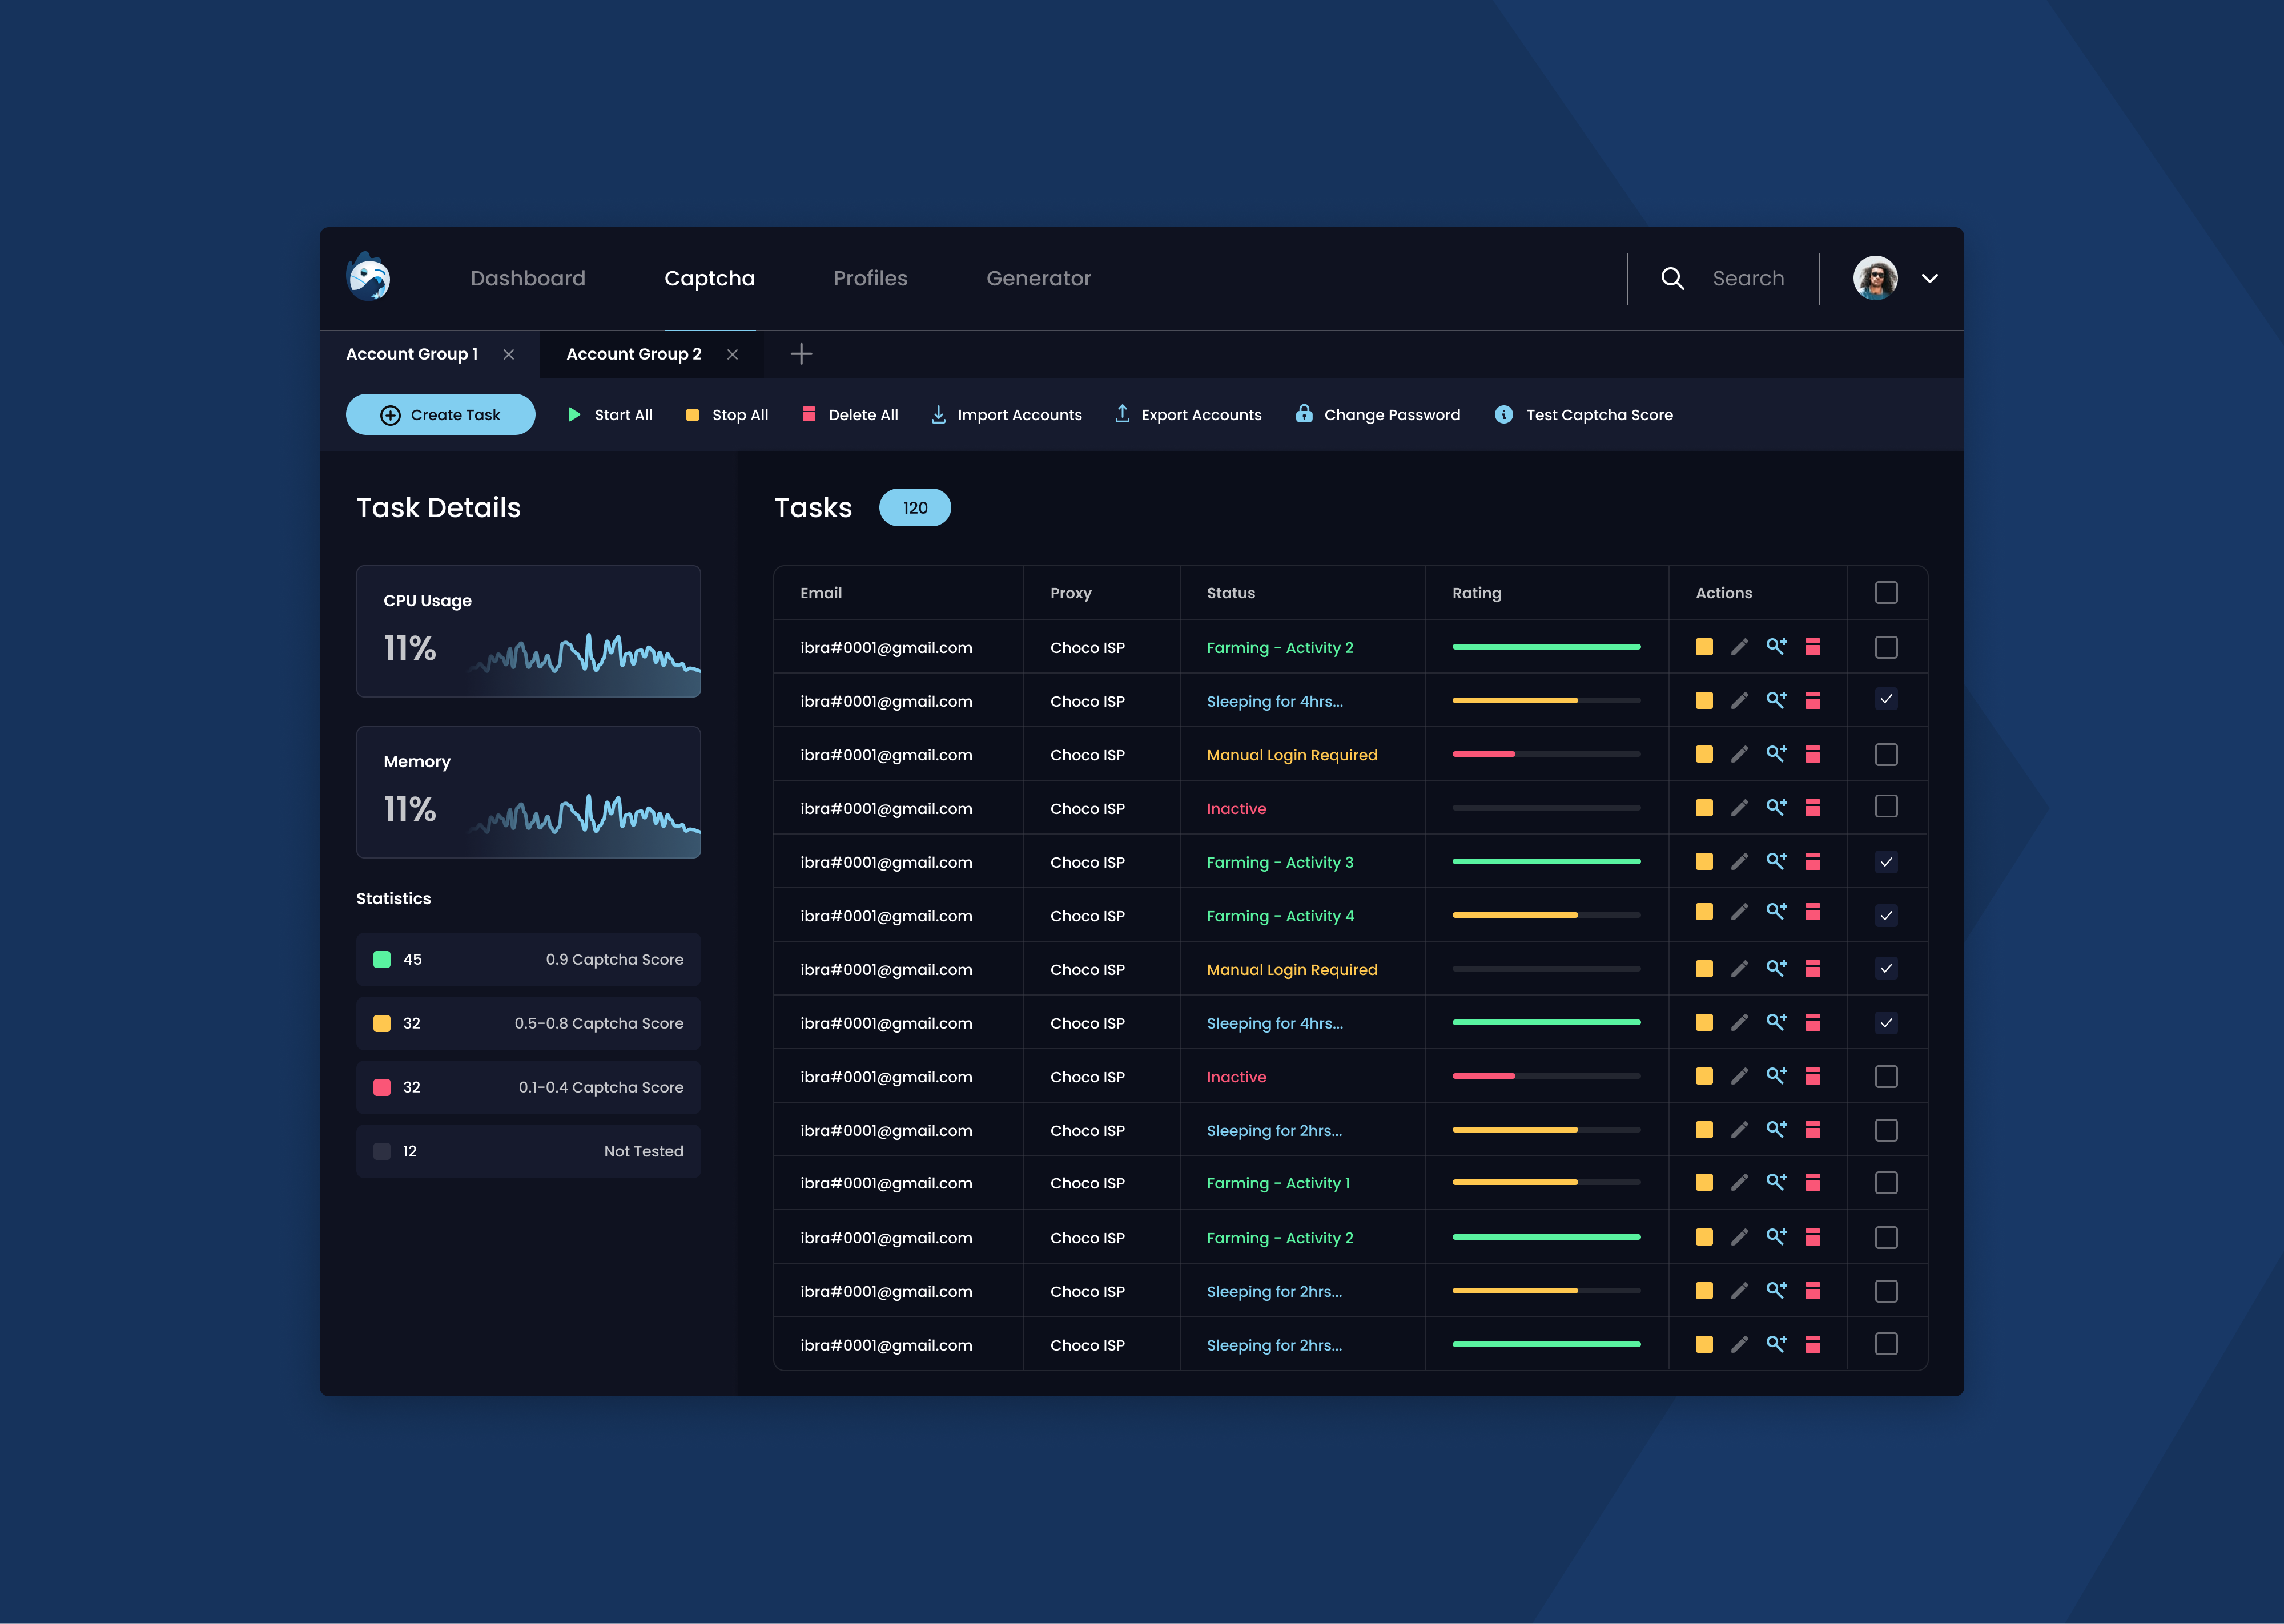 Dashboard Captcha Profiles Generator Search
Account Group 1 Account Group 2
Create Task Start All Stop All Delete All Import Accounts Export Accounts Change Password Test Captcha Score
Task Details
CPU Usage
11%
Memory
11%
Statistics
45 0.9 Captcha Score
32 0.5-0.8 Captcha Score
32 0.1-0.4 Captcha Score
12 Not Tested
Tasks 120
Email Proxy Status Rating Actions
ibra#0001@gmail.com Choco ISP Farming - Activity 2
ibra#0001@gmail.com Choco ISP Sleeping for 4hrs...
ibra#0001@gmail.com Choco ISP Manual Login Required
ibra#0001@gmail.com Choco ISP Inactive
ibra#0001@gmail.com Choco ISP Farming - Activity 3
ibra#0001@gmail.com Choco ISP Farming - Activity 4
ibra#0001@gmail.com Choco ISP Manual Login Required
ibra#0001@gmail.com Choco ISP Sleeping for 4hrs...
ibra#0001@gmail.com Choco ISP Inactive
ibra#0001@gmail.com Choco ISP Sleeping for 2hrs...
ibra#0001@gmail.com Choco ISP Farming - Activity 1
ibra#0001@gmail.com Choco ISP Farming - Activity 2
ibra#0001@gmail.com Choco ISP Sleeping for 2hrs...
ibra#0001@gmail.com Choco ISP Sleeping for 2hrs...